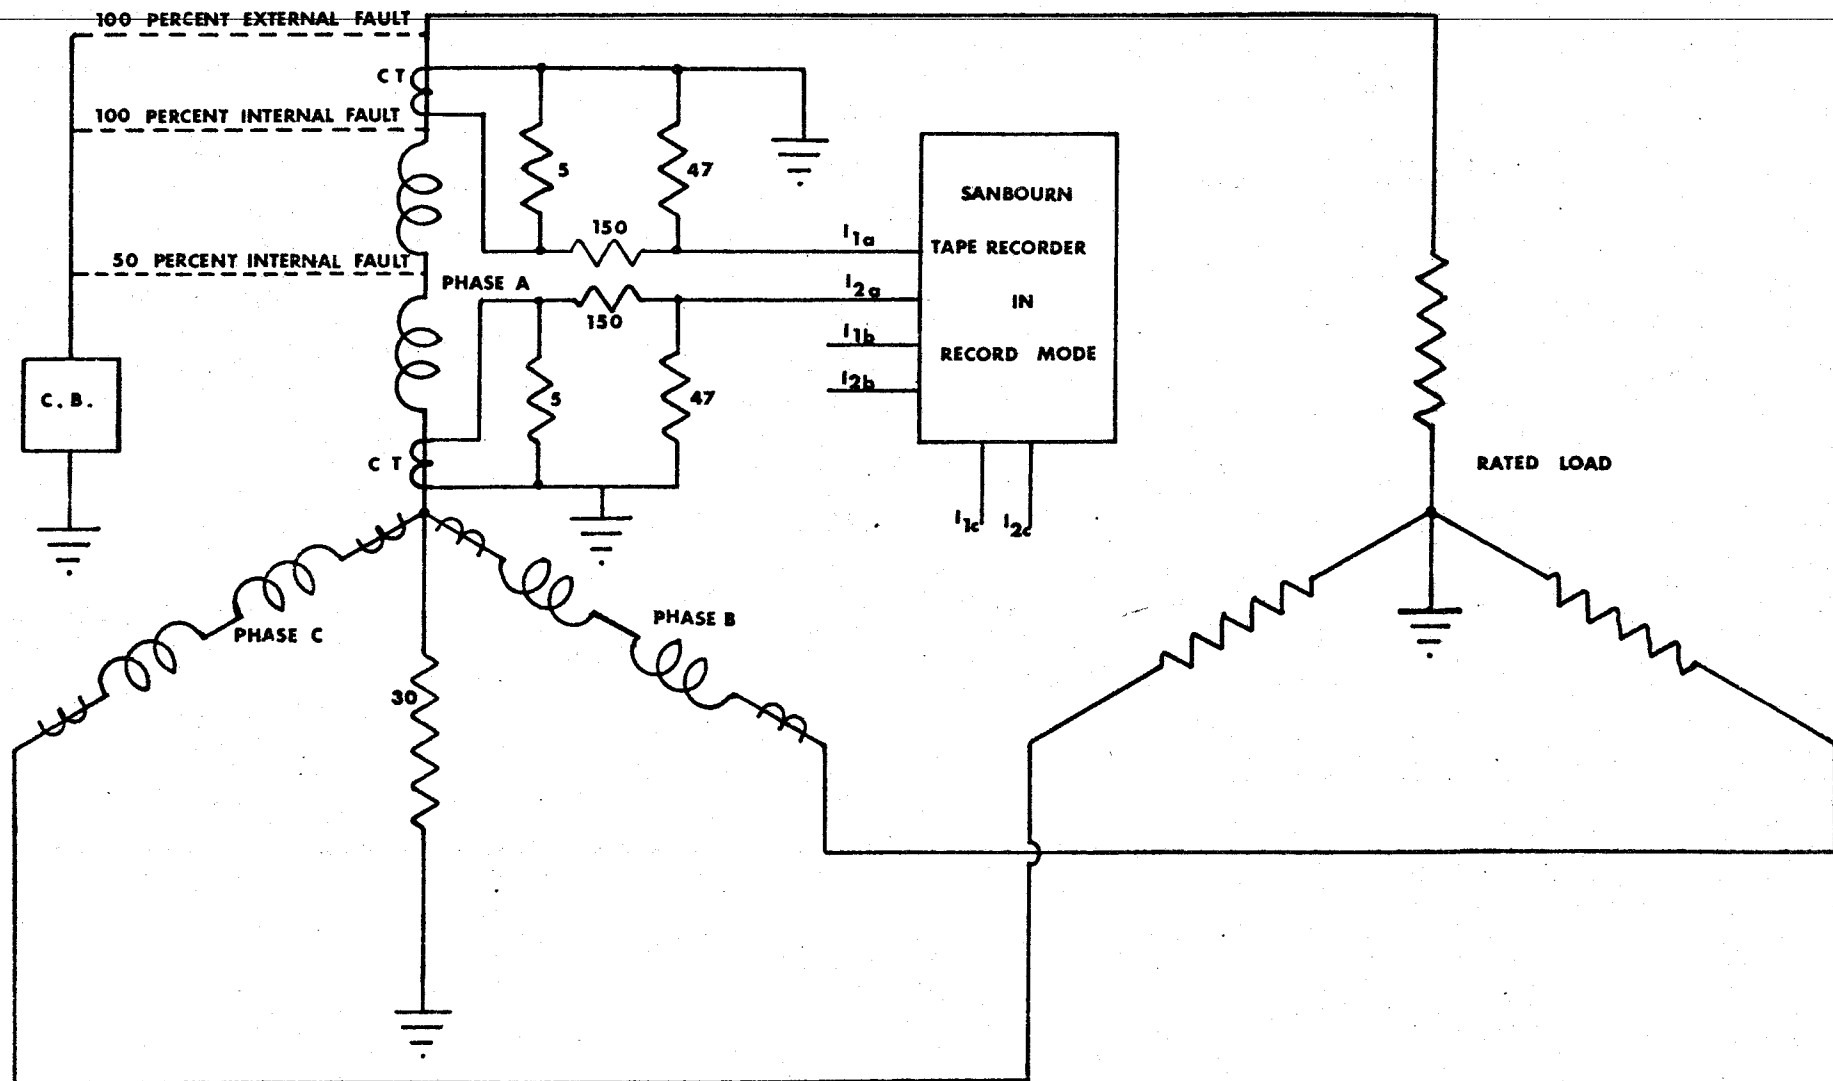 100 PERCENT EXTERNAL FAULT
C T
100 PERCENT INTERNAL FAULT
5
47
150
I1a
SANBOURN
TAPE RECORDER
IN
RECORD MODE
50 PERCENT INTERNAL FAULT
PHASE A
I2a
150
I1b
I2b
5
47
C. B.
C T
RATED LOAD
I1c
I2c
PHASE C
PHASE B
30